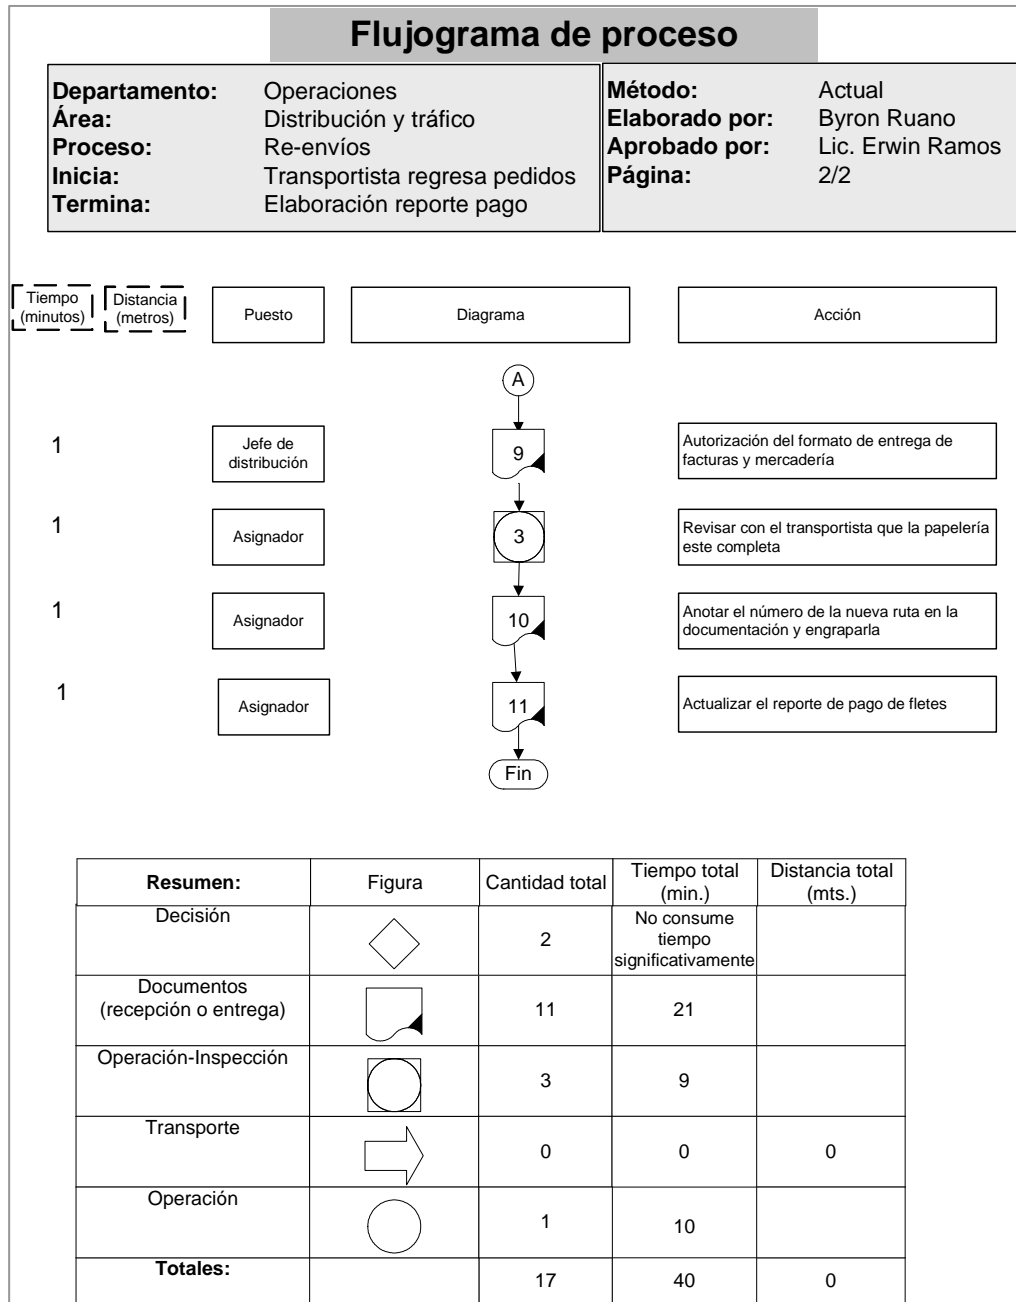 Flujograma de proceso
Departamento: Operaciones
Área: Distribución y tráfico
Proceso: Re-envíos
Inicia: Transportista regresa pedidos
Termina: Elaboración reporte pago
Método: Actual
Elaborado por: Byron Ruano
Aprobado por: Lic. Erwin Ramos
Página: 2/2
Tiempo
(minutos)
Distancia
(metros)
Puesto
Diagrama
Acción
A
1
Jefe de
distribución
9
Autorización del formato de entrega de
facturas y mercadería
1
Asignador
3
Revisar con el transportista que la papelería
este completa
1
Asignador
10
Anotar el número de la nueva ruta en la
documentación y engraparla
1
Asignador
11
Actualizar el reporte de pago de fletes
Fin
Resumen:
Figura
Cantidad total
Tiempo total
(min.)
Distancia total
(mts.)
Decisión
2
No consume
tiempo
significativamente
Documentos
(recepción o entrega)
11
21
Operación-Inspección
3
9
Transporte
0
0
0
Operación
1
10
Totales:
17
40
0